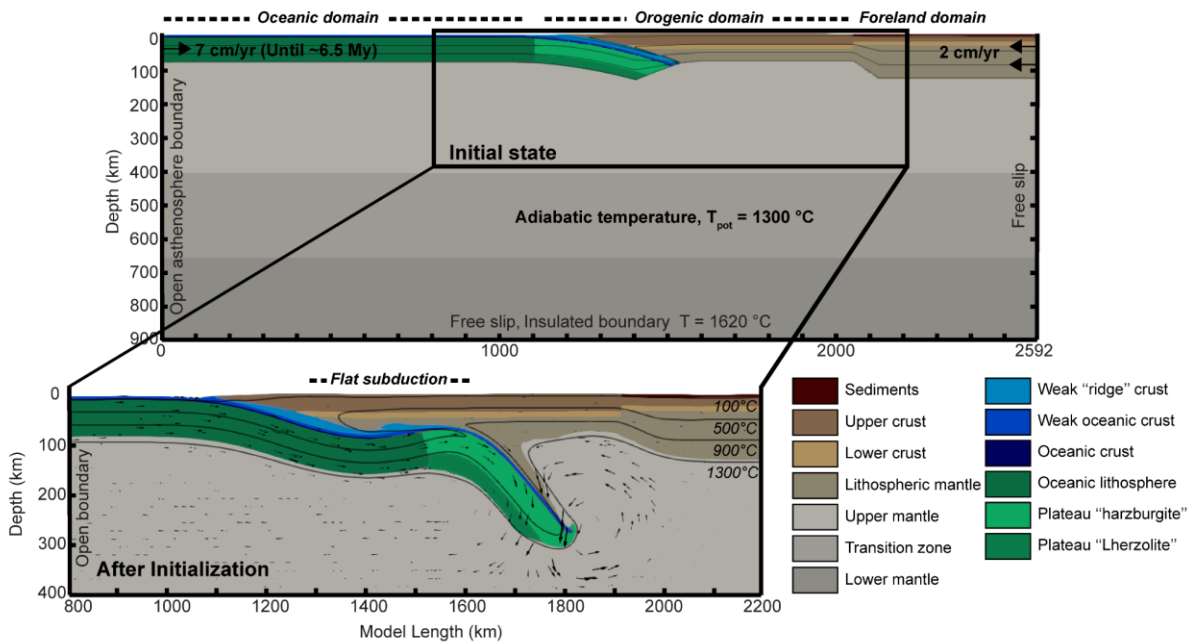 Oceanic domain
Orogenic domain
Foreland domain
0
100
200
300
400
500
600
700
800
900
Depth (km)
Open asthenosphere boundary
7 cm/yr (Until ~6.5 My)
2 cm/yr
Initial state
Adiabatic temperature, Tpot = 1300 °C
Free slip
Free slip, Insulated boundary T = 1620 °C
0
1000
2000
2592
Flat subduction
0
100
200
300
400
Depth (km)
Open boundary
100°C
500°C
900°C
1300°C
After Initialization
800
1000
1200
1400
1600
1800
2000
2200
Model Length (km)
Sediments
Upper crust
Lower crust
Lithospheric mantle
Upper mantle
Transition zone
Lower mantle
Weak “ridge” crust
Weak oceanic crust
Oceanic crust
Oceanic lithosphere
Plateau “harzburgite”
Plateau “Lherzolite”